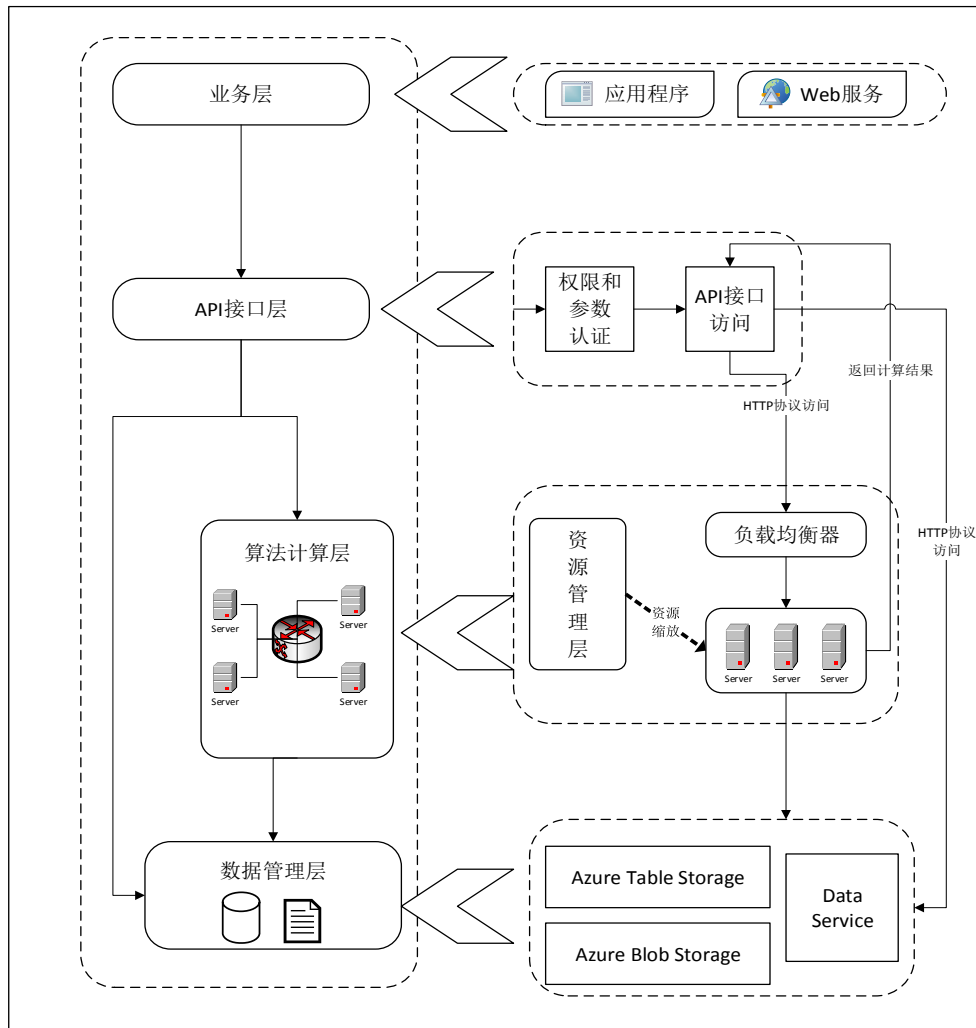 业务层
应用程序
Web服务
API接口层
权限和
参数
认证
API接口
访问
返回计算结果
HTTP协议访问
HTTP协议
访问
算法计算层
Server
Server
Server
Server
资
源
管
理
层
资源
缩放
负载均衡器
Server
Server
Server
数据管理层
Azure Table Storage
Azure Blob Storage
Data
Service